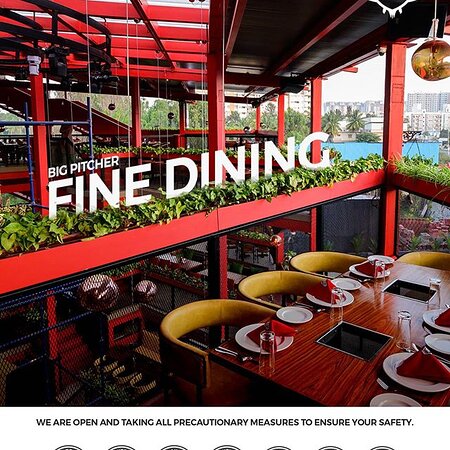 BIG PITCHER
FINE DINING
WE ARE OPEN AND TAKING ALL PRECAUTIONARY MEASURES TO ENSURE YOUR SAFETY.